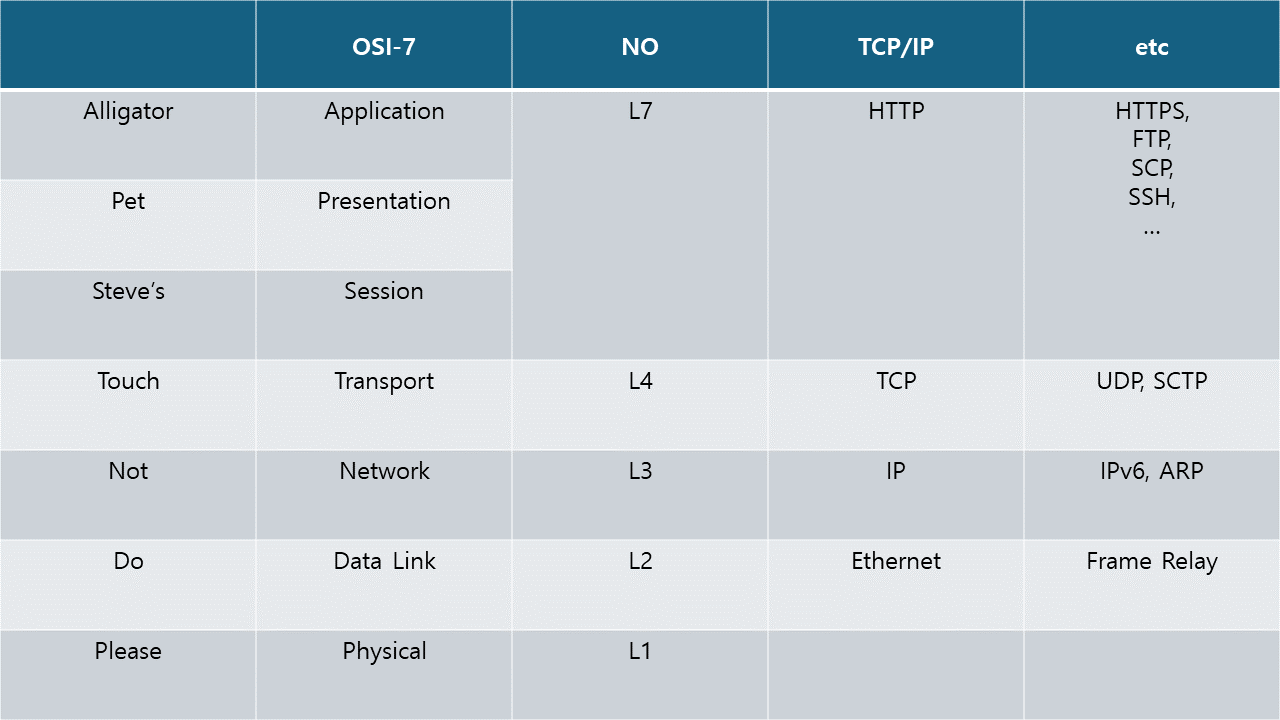 OSI-7 NO TCP/IP etc
Alligator Application L7 HTTP HTTPS,
FTP,
SCP,
SSH,
...
Pet Presentation
Steve’s Session
Touch Transport L4 TCP UDP, SCTP
Not Network L3 IP IPv6, ARP
Do Data Link L2 Ethernet Frame Relay
Please Physical L1